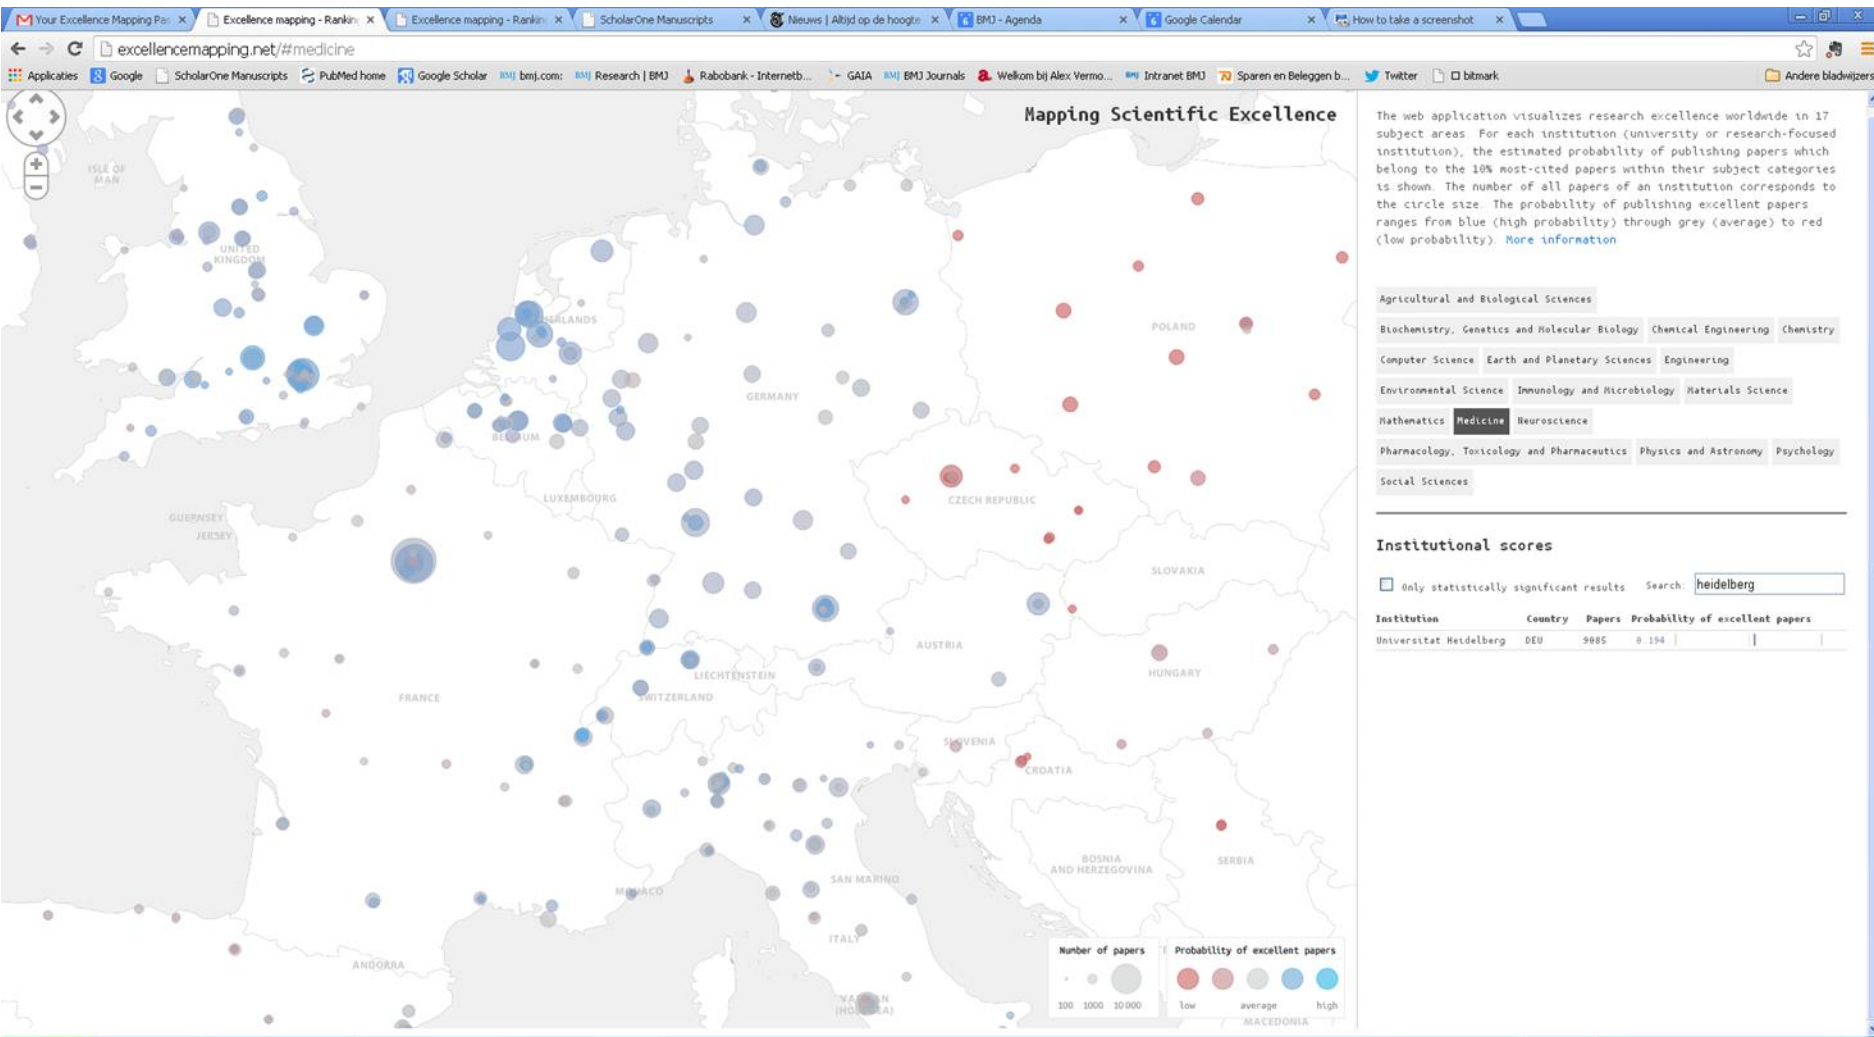 Your Excellence Mapping Pas
Excellence mapping - Rankin
Excellence mapping - Rankin
ScholarOne Manuscripts
Nieuws | Altijd op de hoogte
BMJ - Agenda
Google Calendar
How to take a screenshot
excellencemapping.net/#medicine
Applicaties Google ScholarOne Manuscripts PubMed home Google Scholar bmj.com: Research | BMJ Rabobank - Internetb... GAIA BMJ Journals Welkom bij Alex Vermo... Intranet BMJ Sparen en Beleggen b... Twitter bitmark Andere bladwijzers
Mapping Scientific Excellence
ISLE OF
MAN
UNITED
KINGDOM
POLAND
GERMANY
BELGIUM
LUXEMBOURG
CZECH REPUBLIC
GUERNSEY
JERSEY
SLOVAKIA
AUSTRIA
LIECHTENSTEIN
SWITZERLAND
HUNGARY
FRANCE
SLOVENIA
CROATIA
BOSNIA
AND HERZEGOVINA
SERBIA
SAN MARINO
MONACO
ITALY
ANDORRA
MACEDONIA
Number of papers
100 1000 10000
Probability of excellent papers
low average high
The web application visualizes research excellence worldwide in 17
subject areas. For each institution (university or research-focused
institution), the estimated probability of publishing papers which
belong to the 10% most-cited papers within their subject categories
is shown. The number of all papers of an institution corresponds to
the circle size. The probability of publishing excellent papers
ranges from blue (high probability) through grey (average) to red
(low probability). More information
Agricultural and Biological Sciences
Biochemistry, Genetics and Molecular Biology Chemical Engineering Chemistry
Computer Science Earth and Planetary Sciences Engineering
Environmental Science Immunology and Microbiology Materials Science
Mathematics Medicine Neuroscience
Pharmacology, Toxicology and Pharmaceutics Physics and Astronomy Psychology
Social Sciences
Institutional scores
Only statistically significant results Search: heidelberg
Institution Country Papers Probability of excellent papers
Universitat Heidelberg DEU 9085 0.194